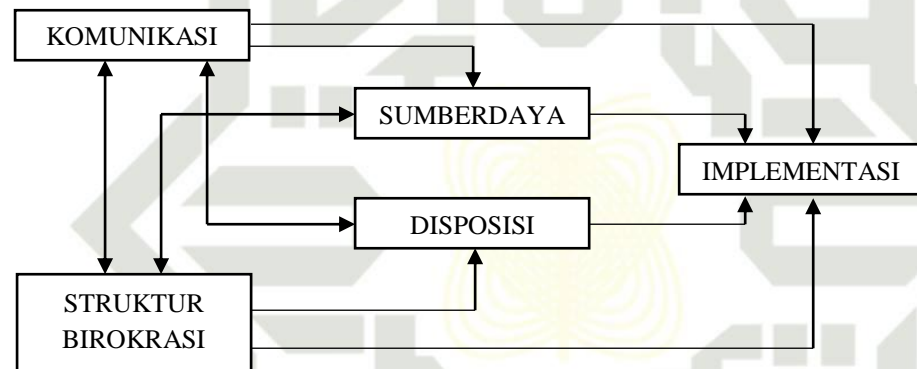 KOMUNIKASI
SUMBERDAYA
IMPLEMENTASI
DISPOSISI
STRUKTUR
BIROKRASI